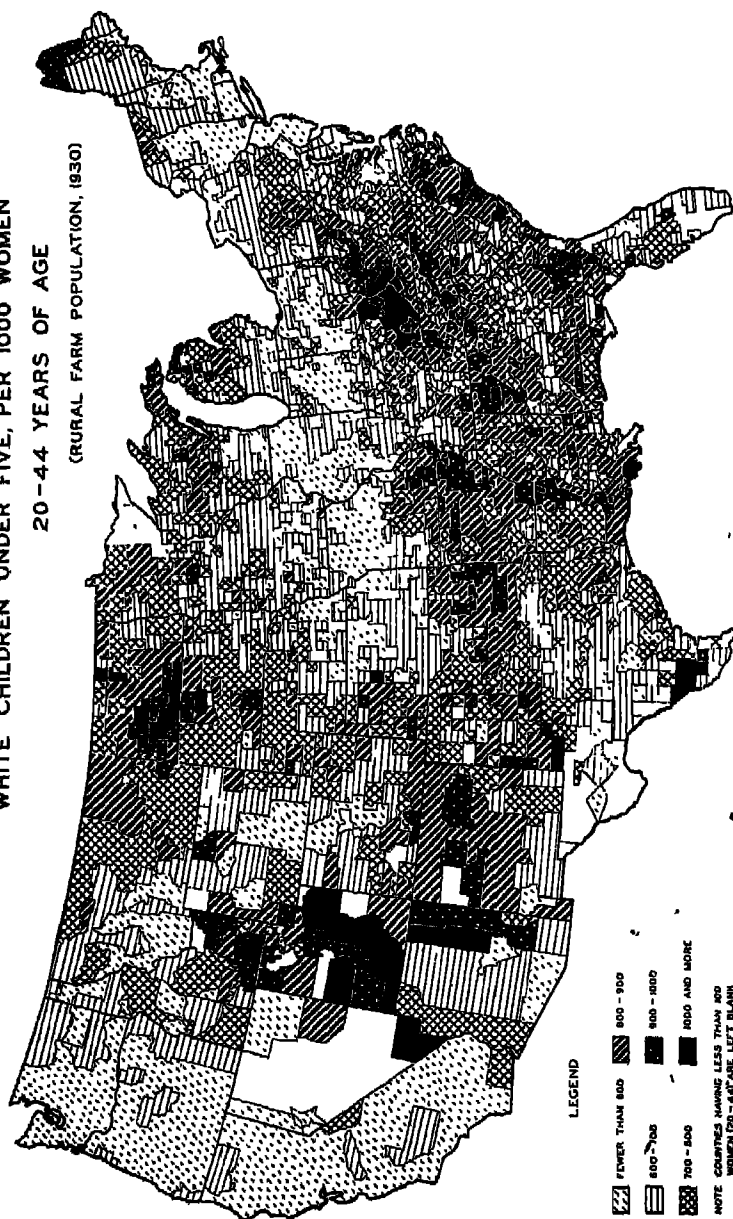 WHITE CHILDREN UNDER FIVE, PER 1000 WOMEN
20-44 YEARS OF AGE
(RURAL FARM POPULATION, 1930)
LEGEND
FEWER THAN 600
600-700
700-800
800-900
900-1000
1000 AND MORE
NOTE COUNTIES HAVING LESS THAN 100
WOMEN (20-44) ARE LEFT BLANK